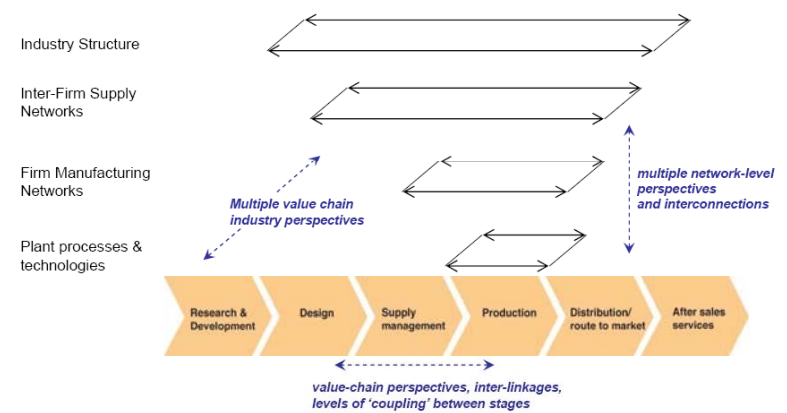 Industry Structure
Inter-Firm Supply
Networks
Firm Manufacturing
Networks
Multiple value chain
industry perspectives
multiple network-level
perspectives
and interconnections
Plant processes &
technologies
Research &
Development
Design
Supply
management
Production
Distribution/
route to market
After sales
services
value-chain perspectives, inter-linkages,
levels of ‘coupling’ between stages